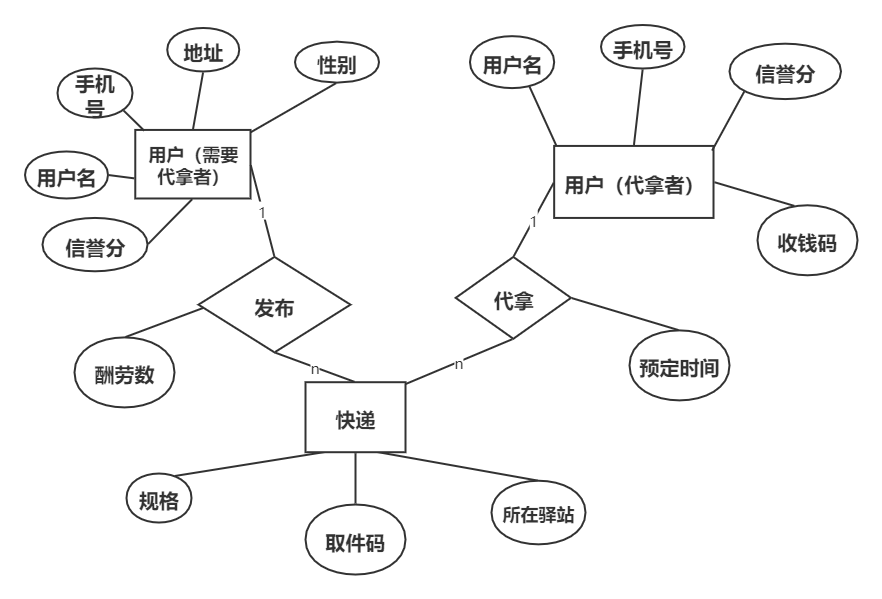 地址
性别
手机
号
用户（需要
代拿者）
用户名
信誉分
用户名
手机号
信誉分
用户（代拿者）
收钱码
1
1
发布
代拿
酬劳数
n
n
预定时间
快递
规格
取件码
所在驿站